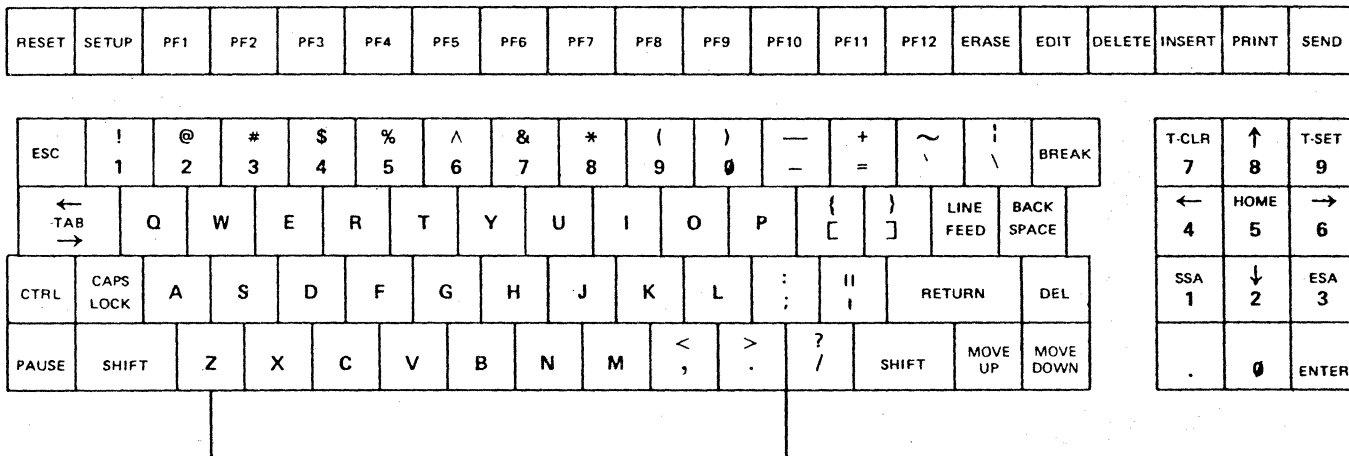 RESET SETUP PF1 PF2 PF3 PF4 PF5 PF6 PF7 PF8 PF9 PF10 PF11 PF12 ERASE EDIT DELETE INSERT PRINT SEND
! @ # $ % ^ & * ( ) — + ~ ¦
ESC 1 2 3 4 5 6 7 8 9 0 - = ` \ BREAK
T-CLR ↑ T-SET
7 8 9
←
TAB Q W E R T Y U I O P
→
{ }
[ ]
LINE FEED BACK SPACE
← HOME →
4 5 6
CTRL CAPS LOCK A S D F G H J K L
: "
; '
RETURN DEL
SSA ↓ ESA
1 2 3
PAUSE SHIFT Z X C V B N M
< > ?
, . /
SHIFT MOVE UP MOVE DOWN
. 0 ENTER